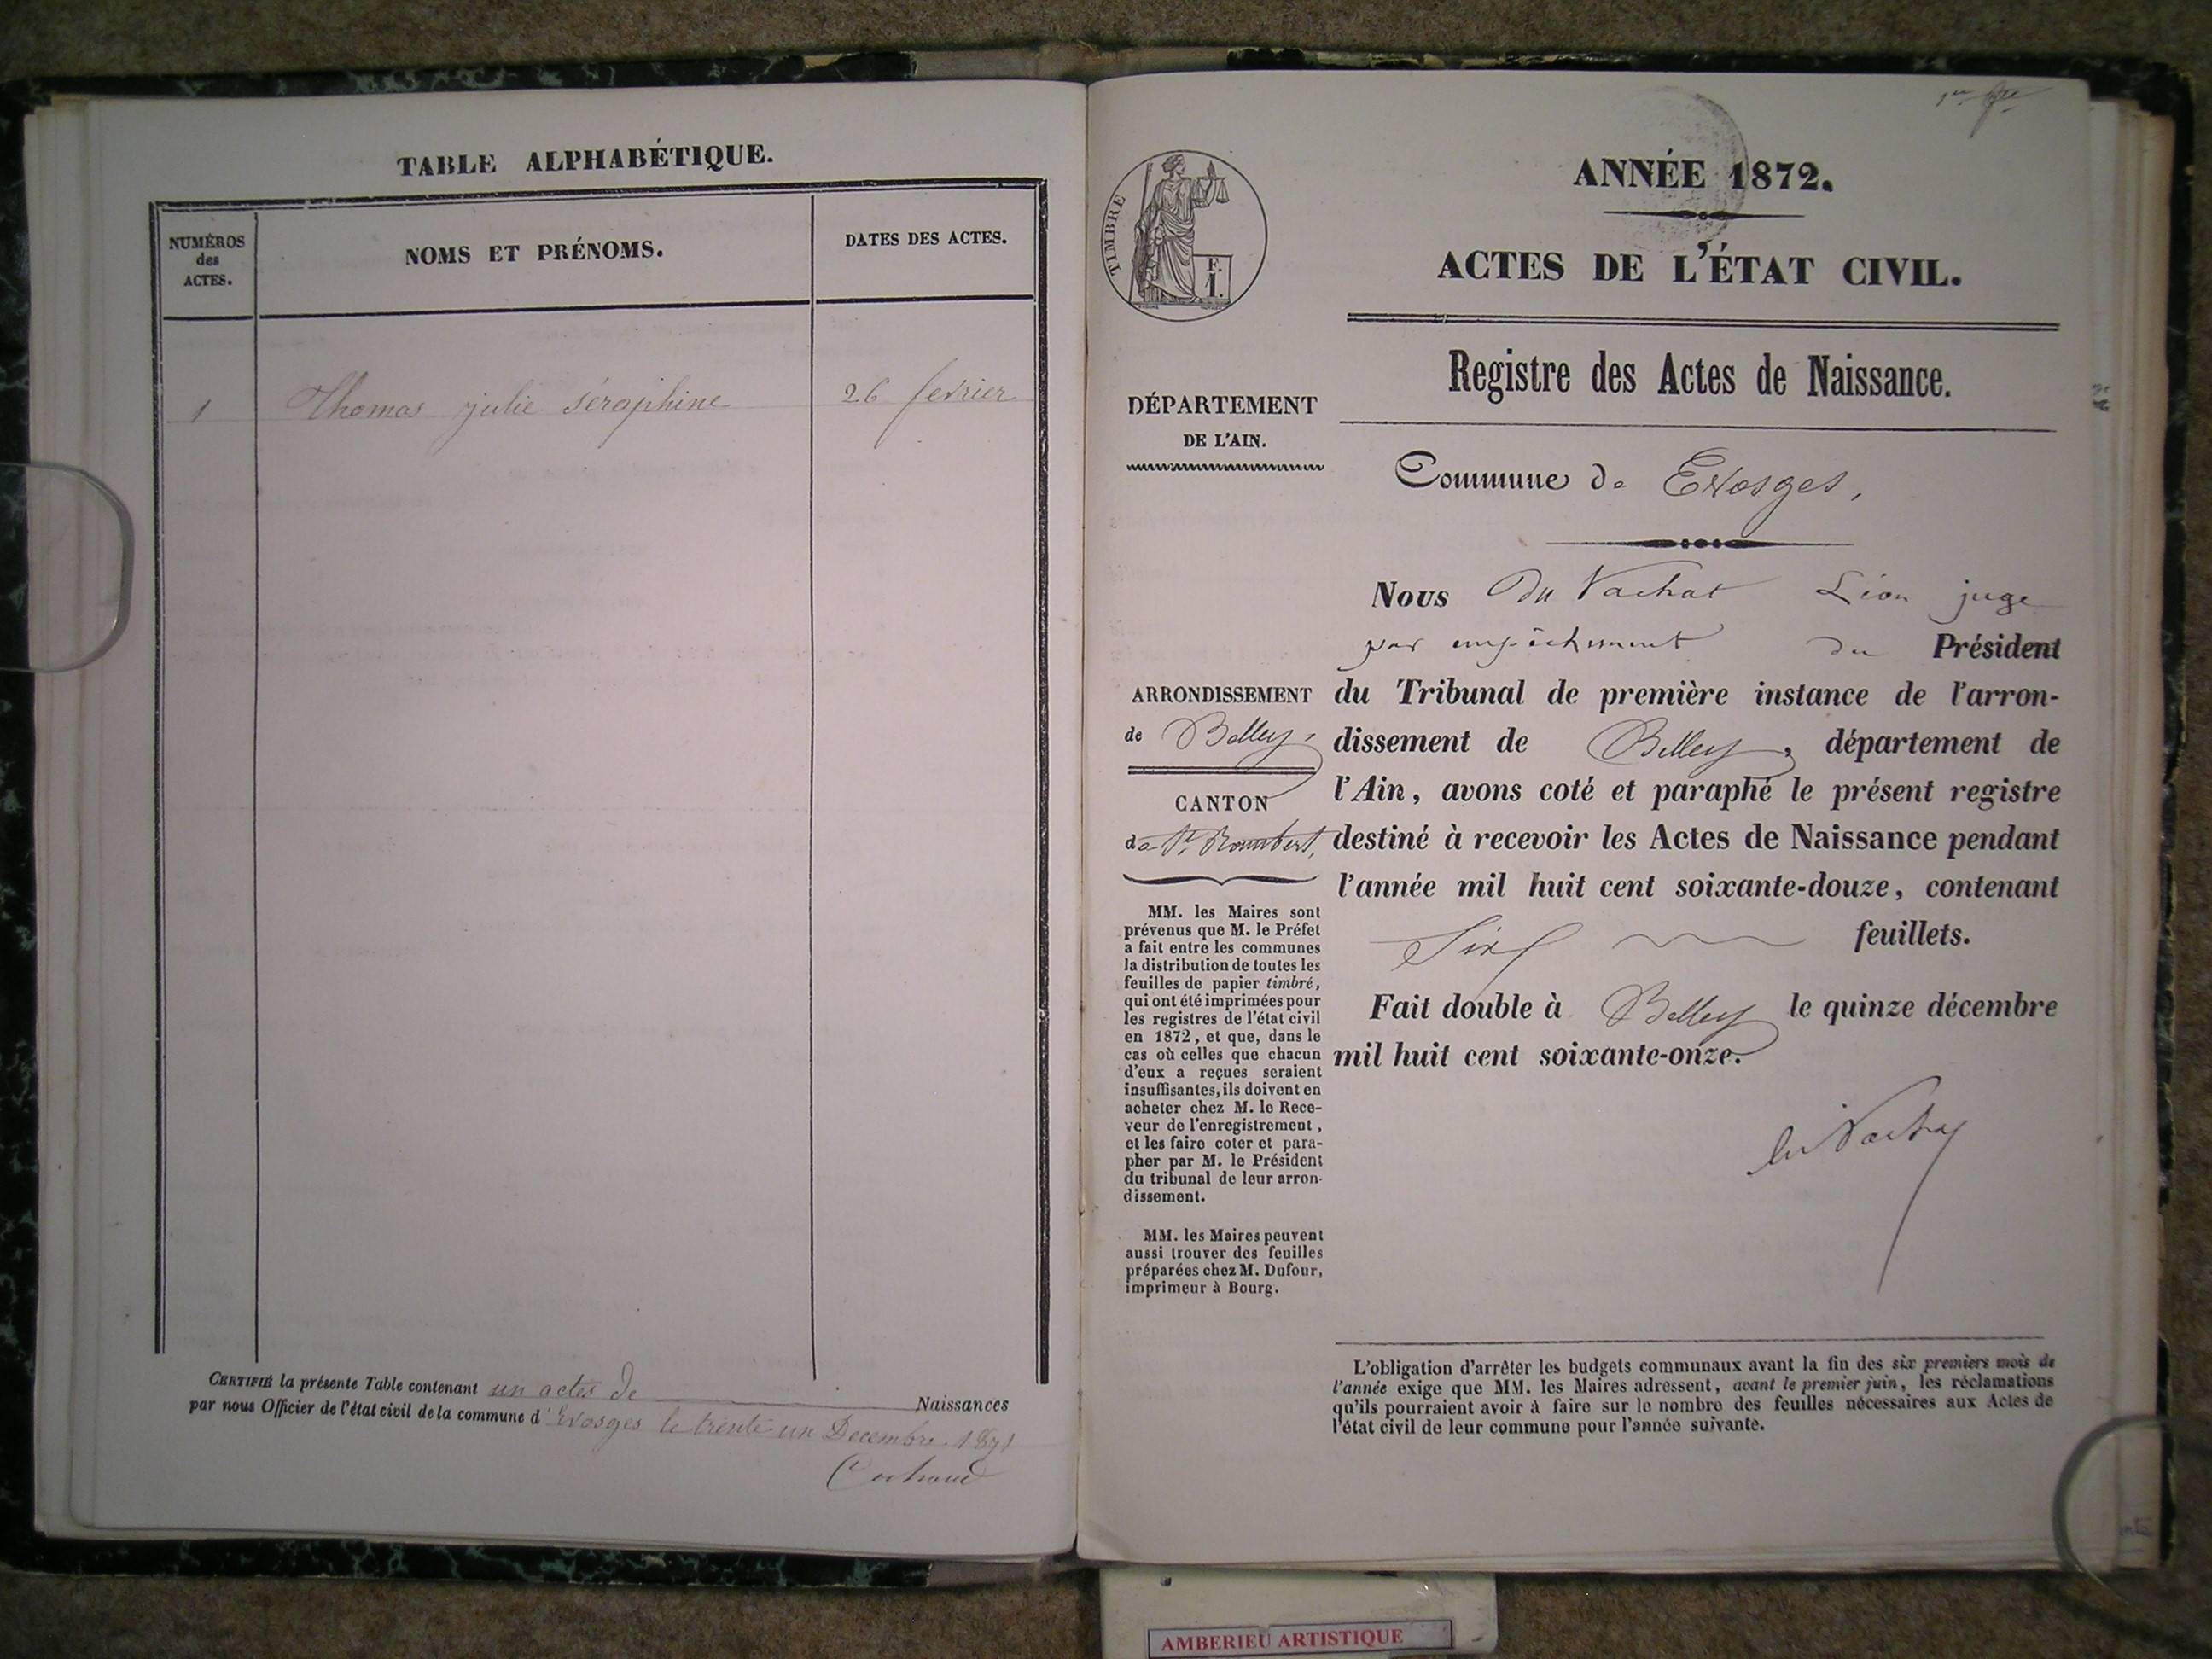 TABLE ALPHABÉTIQUE.
NUMÉROS
des
ACTES.
NOMS ET PRÉNOMS.
DATES DES ACTES.
1 Thomas julie séraphine 26 fevrier
CERTIFIÉ la présente Table contenant un actes de Naissances
par nous Officier de l'état civil de la commune d' Evosges le trente un Decembre 1871
1er
ANNÉE 1872.
ACTES DE L'ÉTAT CIVIL.
TIMBRE
F.
1.
Registre des Actes de Naissance.
DÉPARTEMENT
DE L'AIN.
Commune de Evosges,
Nous Du Vachat Léon juge
par empêchement du Président
du Tribunal de première instance de l'arron-
dissement de Belley, département de
l'Ain, avons coté et paraphé le présent registre
destiné à recevoir les Actes de Naissance pendant
l'année mil huit cent soixante-douze, contenant
Six feuillets.
Fait double à Belley le quinze décembre
mil huit cent soixante-onze.
du Vachat
ARRONDISSEMENT
de Belley,
CANTON
de St. Rambert,
MM. les Maires sont
prévenus que M. le Préfet
a fait entre les communes
la distribution de toutes les
feuilles de papier timbré,
qui ont été imprimées pour
les registres de l'état civil
en 1872, et que, dans le
cas où celles que chacun
d'eux a reçues seraient
insuffisantes, ils doivent en
acheter chez M. le Rece-
veur de l'enregistrement,
et les faire coter et para-
pher par M. le Président
du tribunal de leur arron-
dissement.
MM. les Maires peuvent
aussi trouver des feuilles
préparées chez M. Dufour,
imprimeur à Bourg.
L'obligation d'arrêter les budgets communaux avant la fin des six premiers mois de
l'année exige que MM. les Maires adressent, avant le premier juin, les réclamations
qu'ils pourraient avoir à faire sur le nombre des feuilles nécessaires aux Actes de
l'état civil de leur commune pour l'année suivante.
AMBERIEU ARTISTIQUE